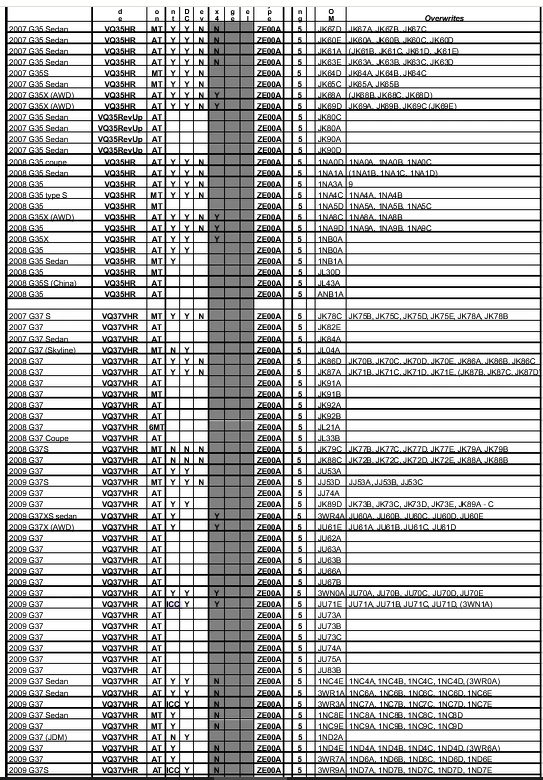 de on nt DC ev x4 ge el pe ng OM Overwrites
2007 G35 Sedan VQ35HR MT Y Y N N ZE00A 5 JK67D JK67A, JK67B, JK67C
2007 G35 Sedan VQ35HR AT Y Y N N ZE00A 5 JK60E JK60A, JK60B, JK60C, JK60D
2007 G35 Sedan VQ35HR AT Y Y N N ZE00A 5 JK61A (JK61B, JK61C, JK61D, JK61E)
2007 G35 Sedan VQ35HR AT Y Y N N ZE00A 5 JK63E JK63A, JK63B, JK63C, JK63D
2007 G35S VQ35HR MT Y Y N ZE00A 5 JK64D JK64A, JK64B, JK64C
2007 G35 Sedan VQ35HR MT Y Y N ZE00A 5 JK65C JK65A, JK65B
2007 G35X (AWD) VQ35HR AT Y Y N Y ZE00A 5 JK68A (JK68B, JK68C, JK68D)
2007 G35X (AWD) VQ35HR AT Y Y N Y ZE00A 5 JK69D JK69A, JK69B, JK69C (JK69E)
2007 G35 Sedan VQ35RevUp AT ZE00A 5 JK80C
2007 G35 Sedan VQ35RevUp AT ZE00A 5 JK80A
2007 G35 Sedan VQ35RevUp AT ZE00A 5 JK90A
2007 G35 Sedan VQ35RevUp AT ZE00A 5 JK90D
2008 G35 coupe VQ35HR AT Y Y N ZE00A 5 1NA0D 1NA0A, 1NA0B, 1NA0C
2008 G35 Sedan VQ35HR AT Y Y N ZE00A 5 1NA1A (1NA1B, 1NA1C, 1NA1D)
2008 G35 VQ35HR AT Y Y N ZE00A 5 1NA3A 9
2008 G35 type S VQ35HR MT Y Y N ZE00A 5 1NA4C 1NA4A, 1NA4B
2008 G35 VQ35HR MT ZE00A 5 1NA5D 1NA5A, 1NA5B, 1NA5C
2008 G35X (AWD) VQ35HR AT Y Y N Y ZE00A 5 1NA8C 1NA8A, 1NA8B
2008 G35 VQ35HR AT Y Y N Y ZE00A 5 1NA9D 1NA9A, 1NA9B, 1NA9C
2008 G35X VQ35HR AT Y Y Y ZE00A 5 1NB0A
2008 G35 VQ35HR AT Y Y ZE00A 5 1NB0A
2008 G35 Sedan VQ35HR MT Y ZE00A 5 1NB1A
2008 G35 VQ35HR MT ZE00A 5 JL30D
2008 G35S (China) VQ35HR AT ZE00A 5 JL43A
2008 G35 VQ35HR AT ZE00A 5 ANB1A
2007 G37 S VQ37VHR MT Y Y N ZE00A 5 JK78C JK75B, JK75C, JK75D, JK75E, JK78A, JK78B
2007 G37 VQ37VHR AT ZE00A 5 JK82E
2007 G37 Sedan VQ37VHR AT ZE00A 5 JK84A
2007 G37 (Skyline) VQ37VHR MT N Y ZE00A 5 JL04A
2008 G37 VQ37VHR AT Y Y N ZE00A 5 JK86D JK70B, JK70C, JK70D, JK70E, JK86A, JK86B, JK86C
2008 G37 VQ37VHR AT Y Y N ZE00A 5 JK87A JK71B, JK71C, JK71D, JK71E, (JK87B, JK87C, JK87D
2008 G37 VQ37VHR AT ZE00A 5 JK91A
2008 G37 VQ37VHR MT ZE00A 5 JK91B
2008 G37 VQ37VHR AT ZE00A 5 JK92A
2008 G37 VQ37VHR AT ZE00A 5 JK92B
2008 G37 VQ37VHR 6MT ZE00A 5 JL21A
2008 G37 Coupe VQ37VHR AT ZE00A 5 JL33B
2008 G37S VQ37VHR MT N N N ZE00A 5 JK79C JK77B, JK77C, JK77D, JK77E, JK79A, JK79B
2008 G37 VQ37VHR AT N N N ZE00A 5 JK88C JK72B, JK72C, JK72D, JK72E, JK88A, JK88B
2009 G37 VQ37VHR AT Y Y ZE00A 5 JU53A
2009 G37S VQ37VHR MT Y Y ZE00A 5 JJ53D JJ53A, JJ53B, JJ53C
2009 G37 VQ37VHR AT ZE00A 5 JJ74A
2009 G37 VQ37VHR AT Y Y ZE00A 5 JK89D JK73B, JK73C, JK73D, JK73E, JK89A - C
2009 G37XS sedan VQ37VHR AT Y Y ZE00A 5 3WR4A JU60A, JU60B, JU60C, JU60D, JU60E
2009 G37X (AWD) VQ37VHR AT Y Y ZE00A 5 JU61E JU61A, JU61B, JU61C, JU61D
2009 G37 VQ37VHR AT ZE00A 5 JU62A
2009 G37 VQ37VHR AT ZE00A 5 JU63A
2009 G37 VQ37VHR AT ZE00A 5 JU63B
2009 G37 VQ37VHR AT ZE00A 5 JU66A
2009 G37 VQ37VHR AT ZE00A 5 JU67B
2009 G37 VQ37VHR AT Y Y Y ZE00A 5 3WN0A JU70A, JU70B, JU70C, JU70D, JU70E
2009 G37 VQ37VHR AT ICC Y Y ZE00A 5 JU71E JU71A, JU71B, JU71C, JU71D, (3WN1A)
2009 G37 VQ37VHR AT ZE00A 5 JU73A
2009 G37 VQ37VHR AT ZE00A 5 JU73B
2009 G37 VQ37VHR AT ZE00A 5 JU73C
2009 G37 VQ37VHR AT ZE00A 5 JU74A
2009 G37 VQ37VHR AT ZE00A 5 JU75A
2009 G37 VQ37VHR AT ZE00A 5 JU83B
2009 G37 Sedan VQ37VHR AT Y Y N ZE00A 5 1NC4E 1NC4A, 1NC4B, 1NC4C, 1NC4D, (3WR0A)
2009 G37 Sedan VQ37VHR AT Y N ZE00A 5 3WR1A 1NC6A, 1NC6B, 1NC6C, 1NC6D, 1NC6E
2009 G37 VQ37VHR AT ICC Y N ZE00A 5 3WR3A 1NC7A, 1NC7B, 1NC7C, 1NC7D, 1NC7E
2009 G37 Sedan VQ37VHR MT Y N ZE00A 5 1NC8E 1NC8A, 1NC8B, 1NC8C, 1NC8D
2009 G37 VQ37VHR MT Y N ZE00A 5 1NC9E 1NC9A, 1NC9B, 1NC9C, 1NC9D
2009 G37 (JDM) VQ37VHR AT N Y ZE00A 5 1ND2A
2009 G37 VQ37VHR AT Y N ZE00A 5 1ND4E 1ND4A, 1ND4B, 1ND4C, 1ND4D, (3WR6A)
2009 G37 VQ37VHR AT Y N ZE00A 5 3WR7A 1ND6A, 1ND6B, 1ND6C, 1ND6D, 1ND6E
2009 G37S VQ37VHR AT ICC Y N ZE00A 5 3WR9A 1ND7A, 1ND7B, 1ND7C, 1ND7D, 1ND7E